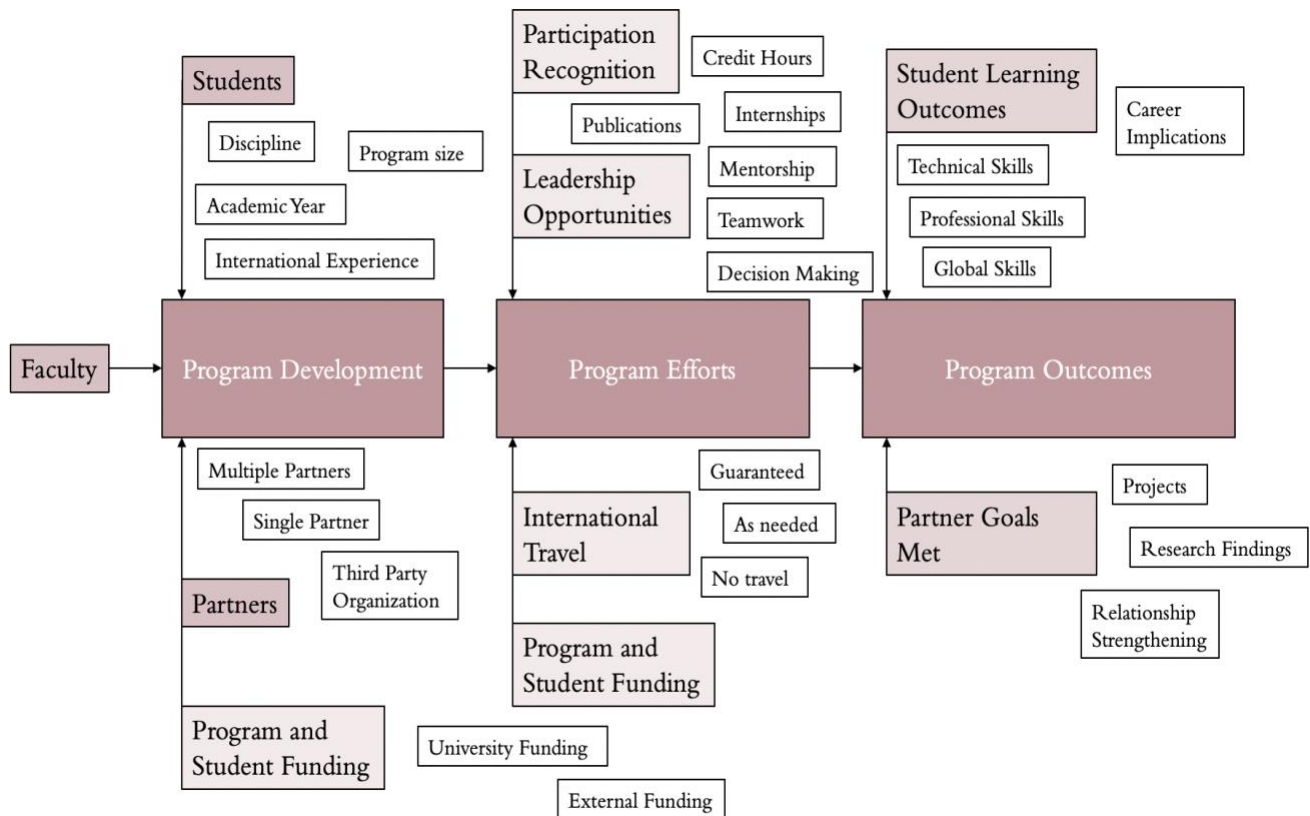 Participation
Recognition
Credit Hours
Students
Student Learning
Outcomes
Career
Implications
Internships
Publications
Discipline
Program size
Technical Skills
Leadership
Opportunities
Mentorship
Academic Year
Teamwork
Professional Skills
International Experience
Decision Making
Global Skills
Faculty
Program Development
Program Efforts
Program Outcomes
Multiple Partners
Guaranteed
Projects
Single Partner
International
Travel
As needed
Partner Goals
Met
Research Findings
Third Party
Organization
No travel
Partners
Relationship
Strengthening
Program and
Student Funding
Program and
Student Funding
University Funding
External Funding